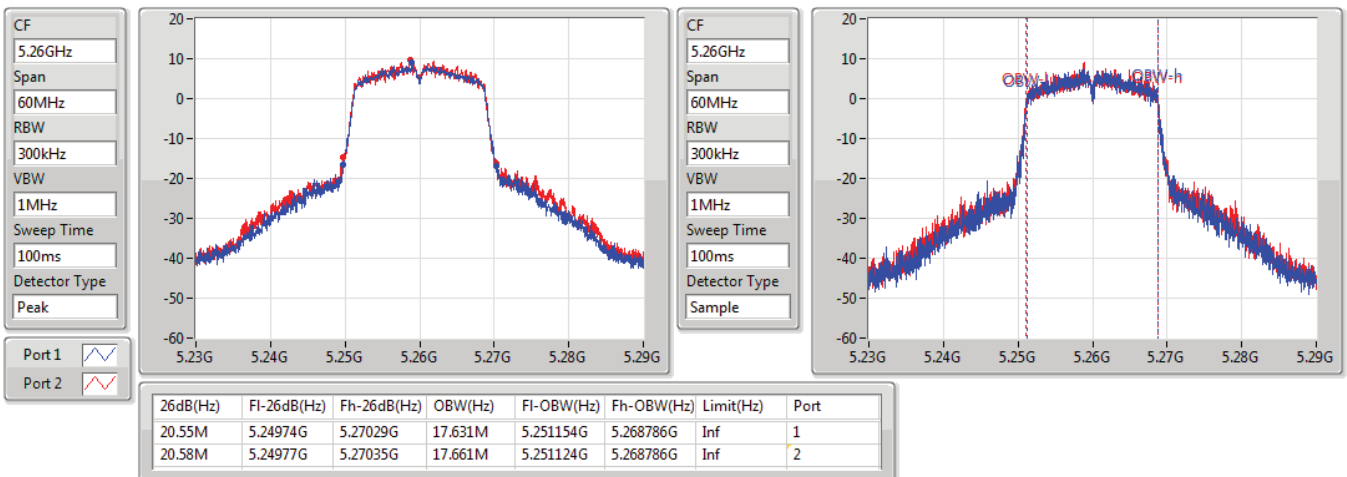 CF
5.26GHz
Span
60MHz
RBW
300kHz
VBW
1MHz
Sweep Time
100ms
Detector Type
Peak
Port 1
Port 2
20
10
0
-10
-20
-30
-40
-50
-60
5.23G 5.24G 5.25G 5.26G 5.27G 5.28G 5.29G
CF
5.26GHz
Span
60MHz
RBW
300kHz
VBW
1MHz
Sweep Time
100ms
Detector Type
Sample
20
10
0
-10
-20
-30
-40
-50
-60
OBW-h
5.23G 5.24G 5.25G 5.26G 5.27G 5.28G 5.29G
26dB(Hz) Fl-26dB(Hz) Fh-26dB(Hz) OBW(Hz) Fl-OBW(Hz) Fh-OBW(Hz) Limit(Hz) Port
20.55M 5.24974G 5.27029G 17.631M 5.251154G 5.268786G Inf 1
20.58M 5.24977G 5.27035G 17.661M 5.251124G 5.268786G Inf 2